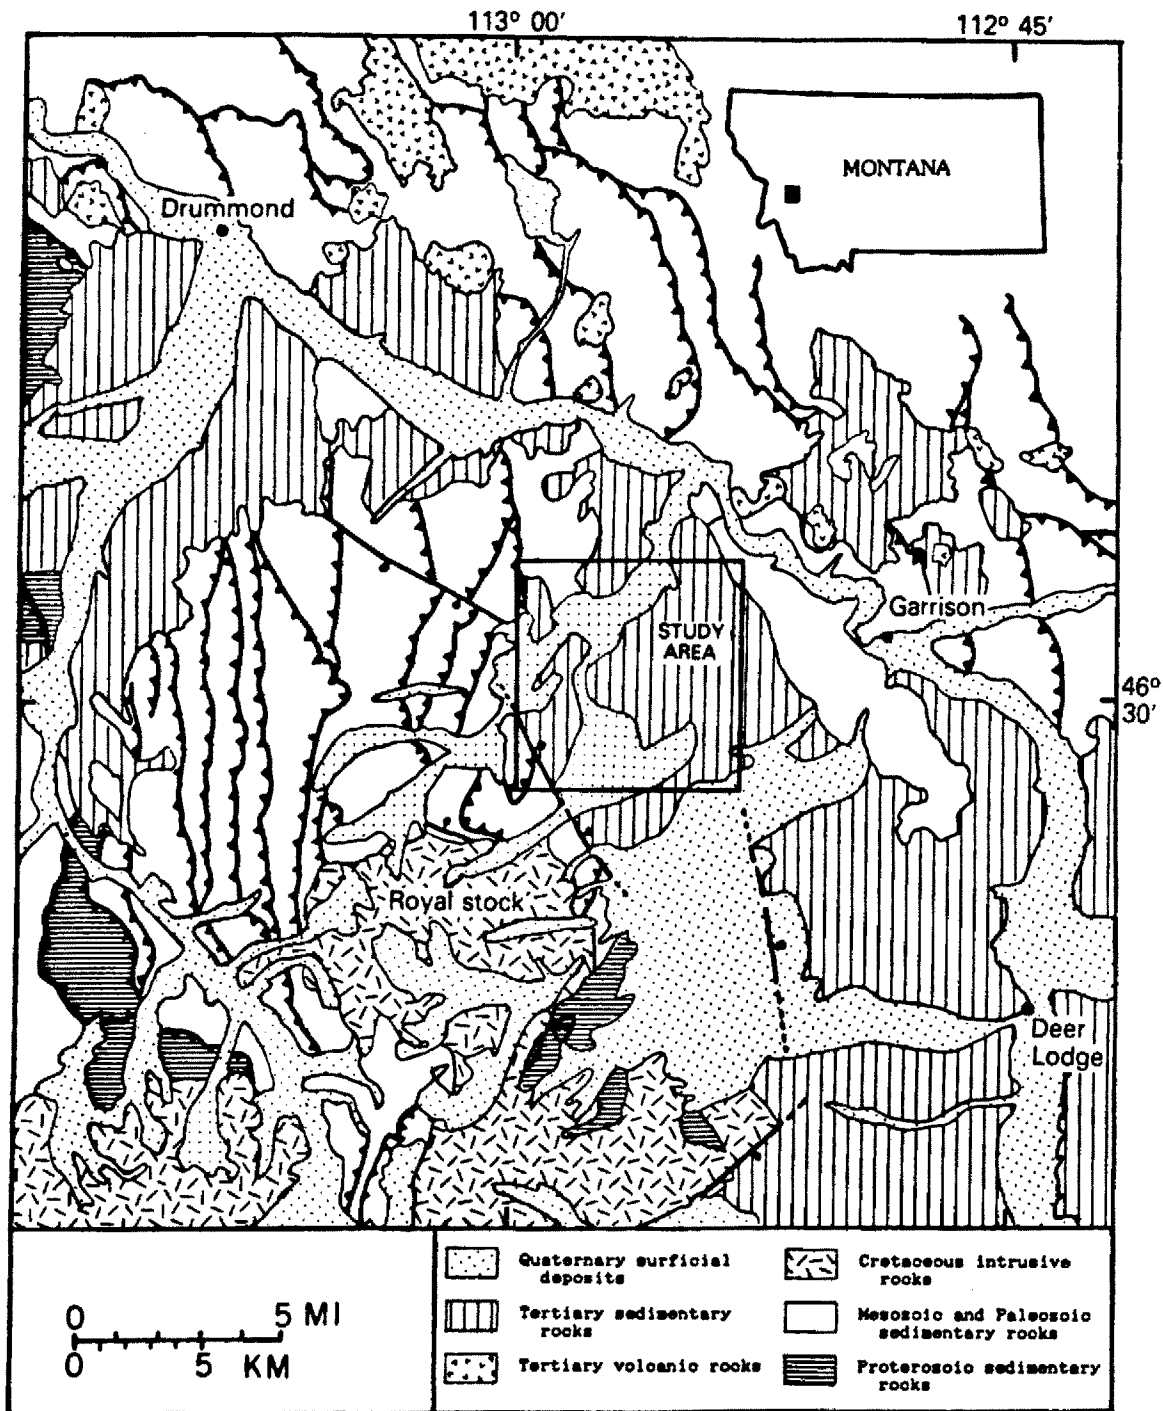 113° 00′
112° 45′
MONTANA
Drummond
Garrison
STUDY
AREA
46°
30′
Royal stock
Deer
Lodge
0
5 MI
0
5
KM
Quaternary surficial
deposits
Tertiary sedimentary
rocks
Tertiary volcanic rocks
Cretaceous intrusive
rocks
Mesozoic and Paleozoic
sedimentary rocks
Proterozoic sedimentary
rocks